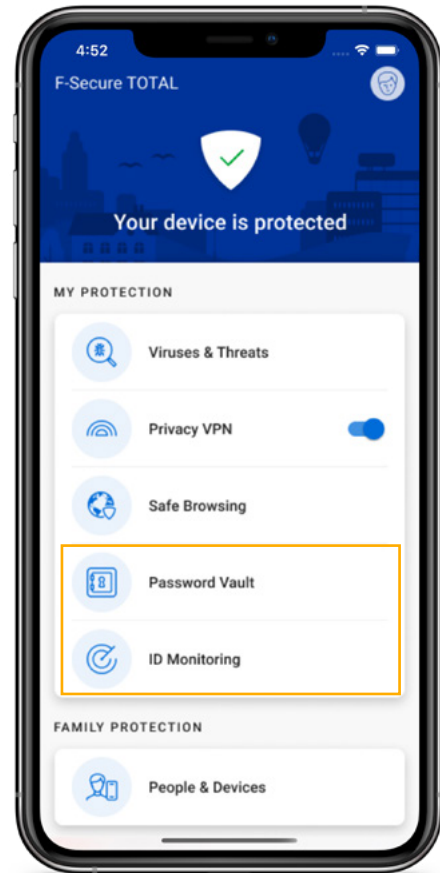 4:52
F-Secure TOTAL
Your device is protected
MY PROTECTION
Viruses & Threats
Privacy VPN
Safe Browsing
Password Vault
ID Monitoring
FAMILY PROTECTION
People & Devices